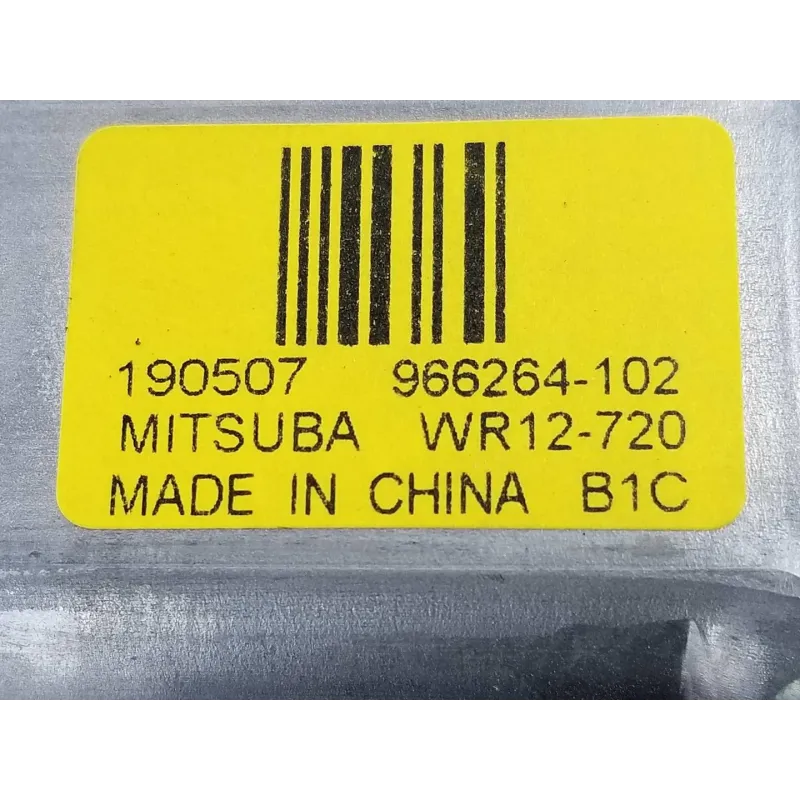 190507 966264-102
MITSUBA WR12-720
MADE IN CHINA B1C